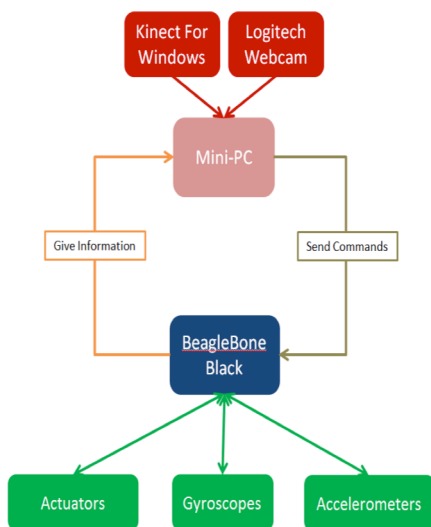 Kinect For
Windows
Logitech
Webcam
Mini-PC
Give Information
Send Commands
BeagleBone
Black
Actuators
Gyroscopes
Accelerometers